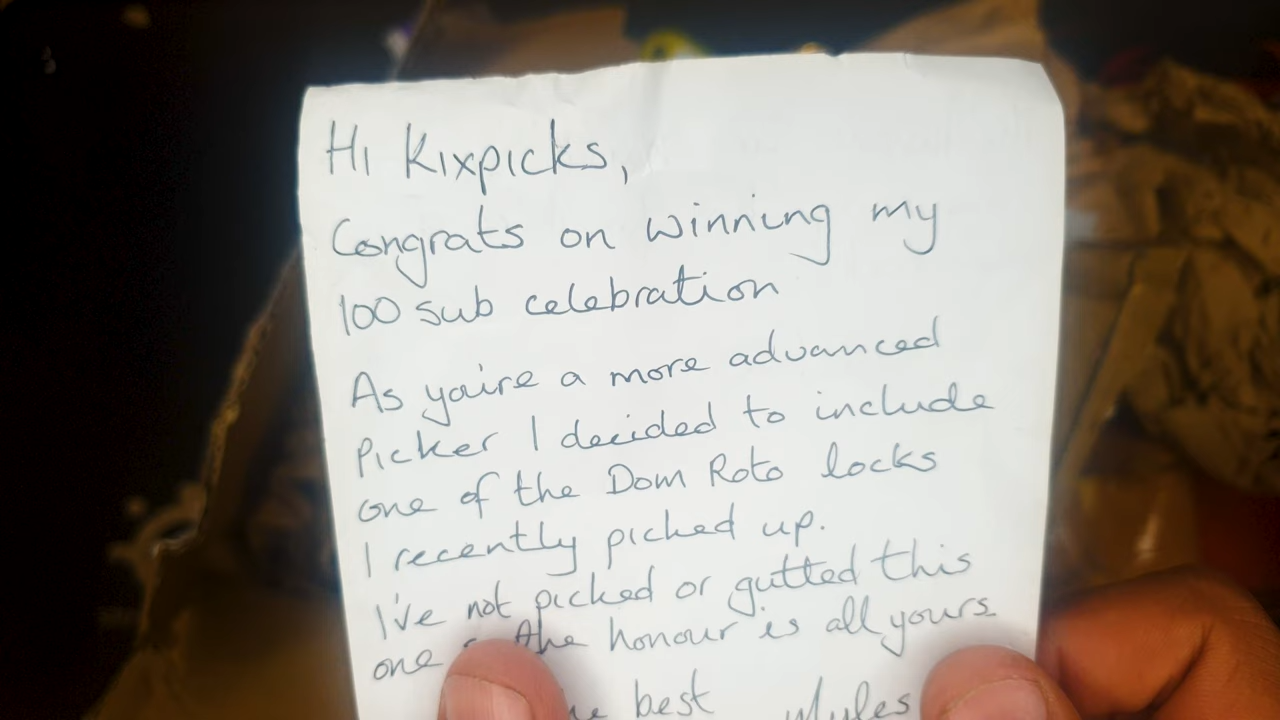 Hi Kixpicks,
Congrats on winning my
100 sub celebration
As you're a more advanced
Picker I decided to include
one of the Dom Roto locks
I recently picked up.
I've not picked or gutted this
one the honour is all yours
best Myles